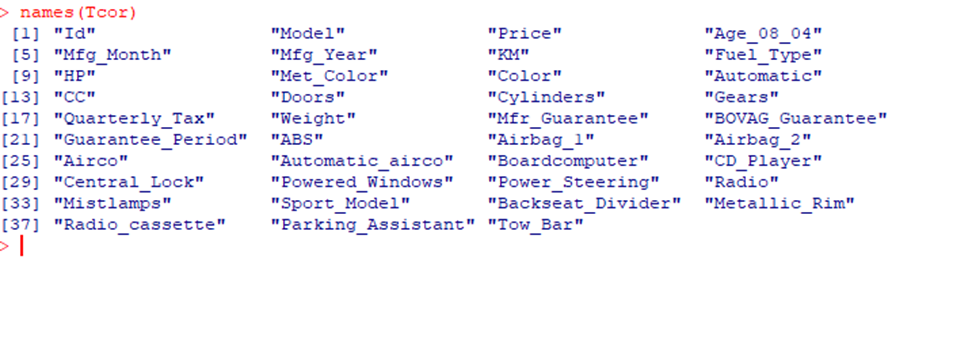 > names(Tcor)
 [1] "Id"               "Model"             "Price"            "Age_08_04"
 [5] "Mfg_Month"        "Mfg_Year"          "KM"               "Fuel_Type"
 [9] "HP"               "Met_Color"         "Color"            "Automatic"
[13] "CC"               "Doors"             "Cylinders"        "Gears"
[17] "Quarterly_Tax"    "Weight"            "Mfr_Guarantee"    "BOVAG_Guarantee"
[21] "Guarantee_Period" "ABS"               "Airbag_1"         "Airbag_2"
[25] "Airco"            "Automatic_airco"   "Boardcomputer"    "CD_Player"
[29] "Central_Lock"     "Powered_Windows"   "Power_Steering"   "Radio"
[33] "Mistlamps"        "Sport_Model"       "Backseat_Divider" "Metallic_Rim"
[37] "Radio_cassette"   "Parking_Assistant" "Tow_Bar"
>